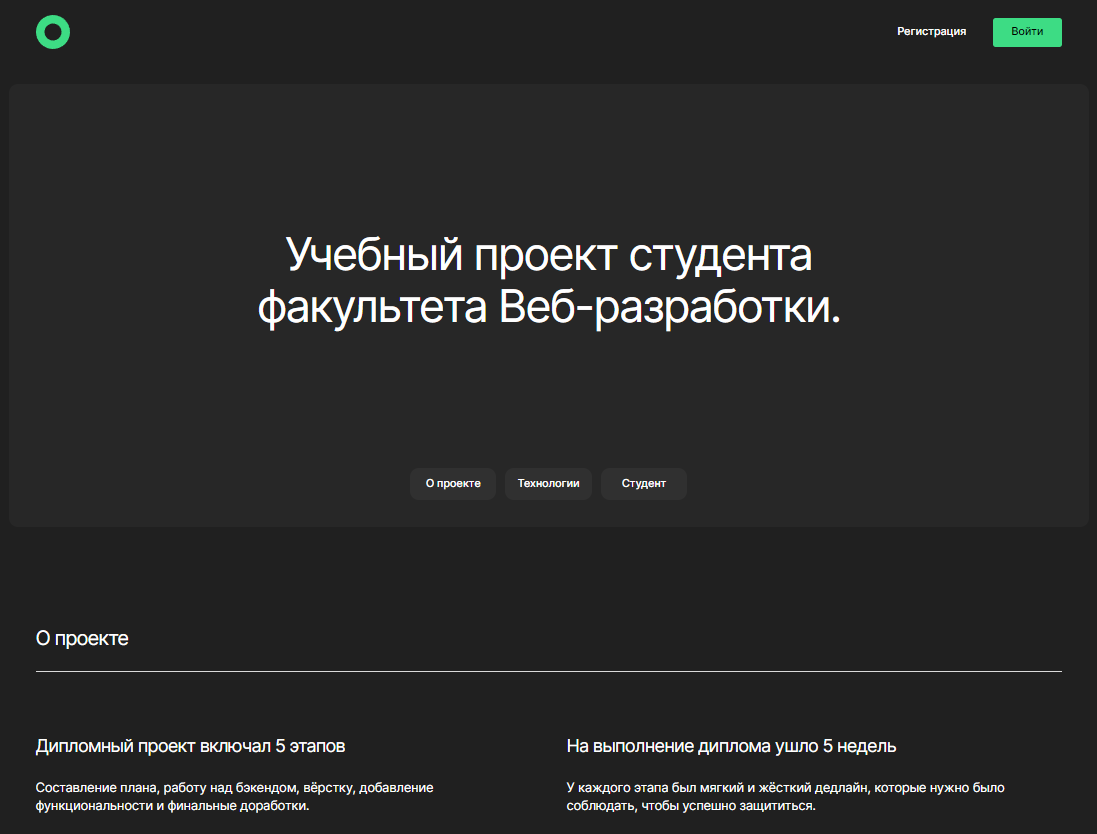 Регистрация
Войти
Учебный проект студента
факультета Веб-разработки.
О проекте
Технологии
Студент
О проекте
Дипломный проект включал 5 этапов
Составление плана, работу над бэкендом, вёрстку, добавление
функциональности и финальные доработки.
На выполнение диплома ушло 5 недель
У каждого этапа был мягкий и жёсткий дедлайн, которые нужно было
соблюдать, чтобы успешно защититься.